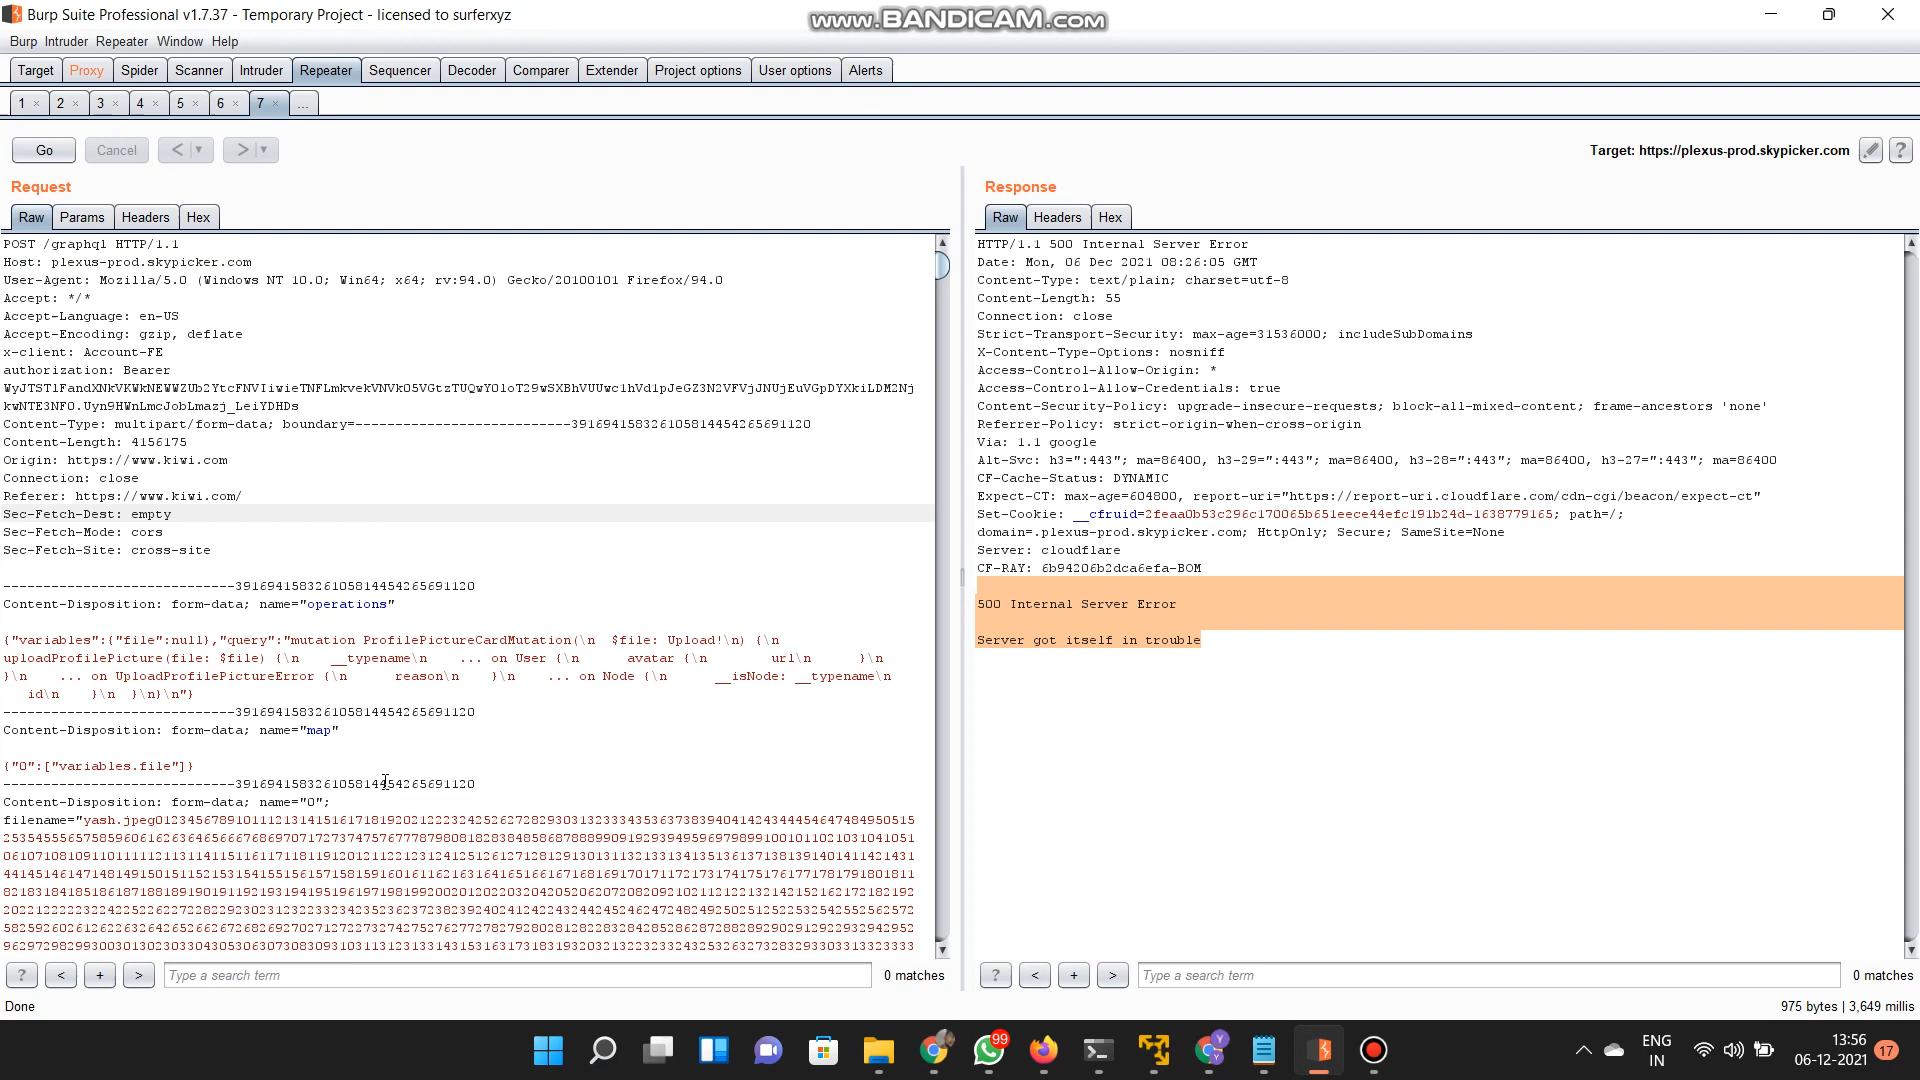 Burp Suite Professional v1.7.37 - Temporary Project - licensed to surferxyz
www.BANDICAM.com
Burp Intruder Repeater Window Help
Target Proxy Spider Scanner Intruder Repeater Sequencer Decoder Comparer Extender Project options User options Alerts
1 × 2 × 3 × 4 × 5 × 6 × 7 × ...
Go Cancel < ▼ > ▼
Target: https://plexus-prod.skypicker.com ?
Request
Raw Params Headers Hex
POST /graphql HTTP/1.1
Host: plexus-prod.skypicker.com
User-Agent: Mozilla/5.0 (Windows NT 10.0; Win64; x64; rv:94.0) Gecko/20100101 Firefox/94.0
Accept: */*
Accept-Language: en-US
Accept-Encoding: gzip, deflate
x-client: Account-FE
authorization: Bearer
Content-Type: multipart/form-data; boundary=---------------------------391694158326105814454265691120
Content-Length: 4156175
Origin: https://www.kiwi.com
Connection: close
Referer: https://www.kiwi.com/
Sec-Fetch-Dest: empty
Sec-Fetch-Mode: cors
Sec-Fetch-Site: cross-site
-----------------------------391694158326105814454265691120
Content-Disposition: form-data; name="operations"
{"variables":{"file":null},"query":"mutation ProfilePictureCardMutation(\n  $file: Upload!\n) {\n
uploadProfilePicture(file: $file) {\n    __typename\n    ... on User {\n      avatar {\n        url\n      }\n
}\n    ... on UploadProfilePictureError {\n      reason\n    }\n    ... on Node {\n      __isNode: __typename\n
id\n    }\n  }\n}\n"}
-----------------------------391694158326105814454265691120
Content-Disposition: form-data; name="map"
{"0":["variables.file"]}
-----------------------------391694158326105814454265691120
Content-Disposition: form-data; name="0";
filename="yash.jpeg
? < + > Type a search term 0 matches
Done
Response
Raw Headers Hex
HTTP/1.1 500 Internal Server Error
Date: Mon, 06 Dec 2021 08:26:05 GMT
Content-Type: text/plain; charset=utf-8
Content-Length: 55
Connection: close
Strict-Transport-Security: max-age=31536000; includeSubDomains
X-Content-Type-Options: nosniff
Access-Control-Allow-Origin: *
Access-Control-Allow-Credentials: true
Content-Security-Policy: upgrade-insecure-requests; block-all-mixed-content; frame-ancestors 'none'
Referrer-Policy: strict-origin-when-cross-origin
Via: 1.1 google
Alt-Svc: h3=":443"; ma=86400, h3-29=":443"; ma=86400, h3-28=":443"; ma=86400, h3-27=":443"; ma=86400
CF-Cache-Status: DYNAMIC
Expect-CT: max-age=604800, report-uri="https://report-uri.cloudflare.com/cdn-cgi/beacon/expect-ct"
Set-Cookie: __cfruid=2feaa0b53c296c170065b651eece44efc191b24d-1638779165; path=/;
domain=.plexus-prod.skypicker.com; HttpOnly; Secure; SameSite=None
Server: cloudflare
CF-RAY: 6b94206b2dca6efa-BOM
500 Internal Server Error
Server got itself in trouble
? < + > Type a search term 0 matches
975 bytes | 3,649 millis
99
ENG
IN
13:56
06-12-2021
17